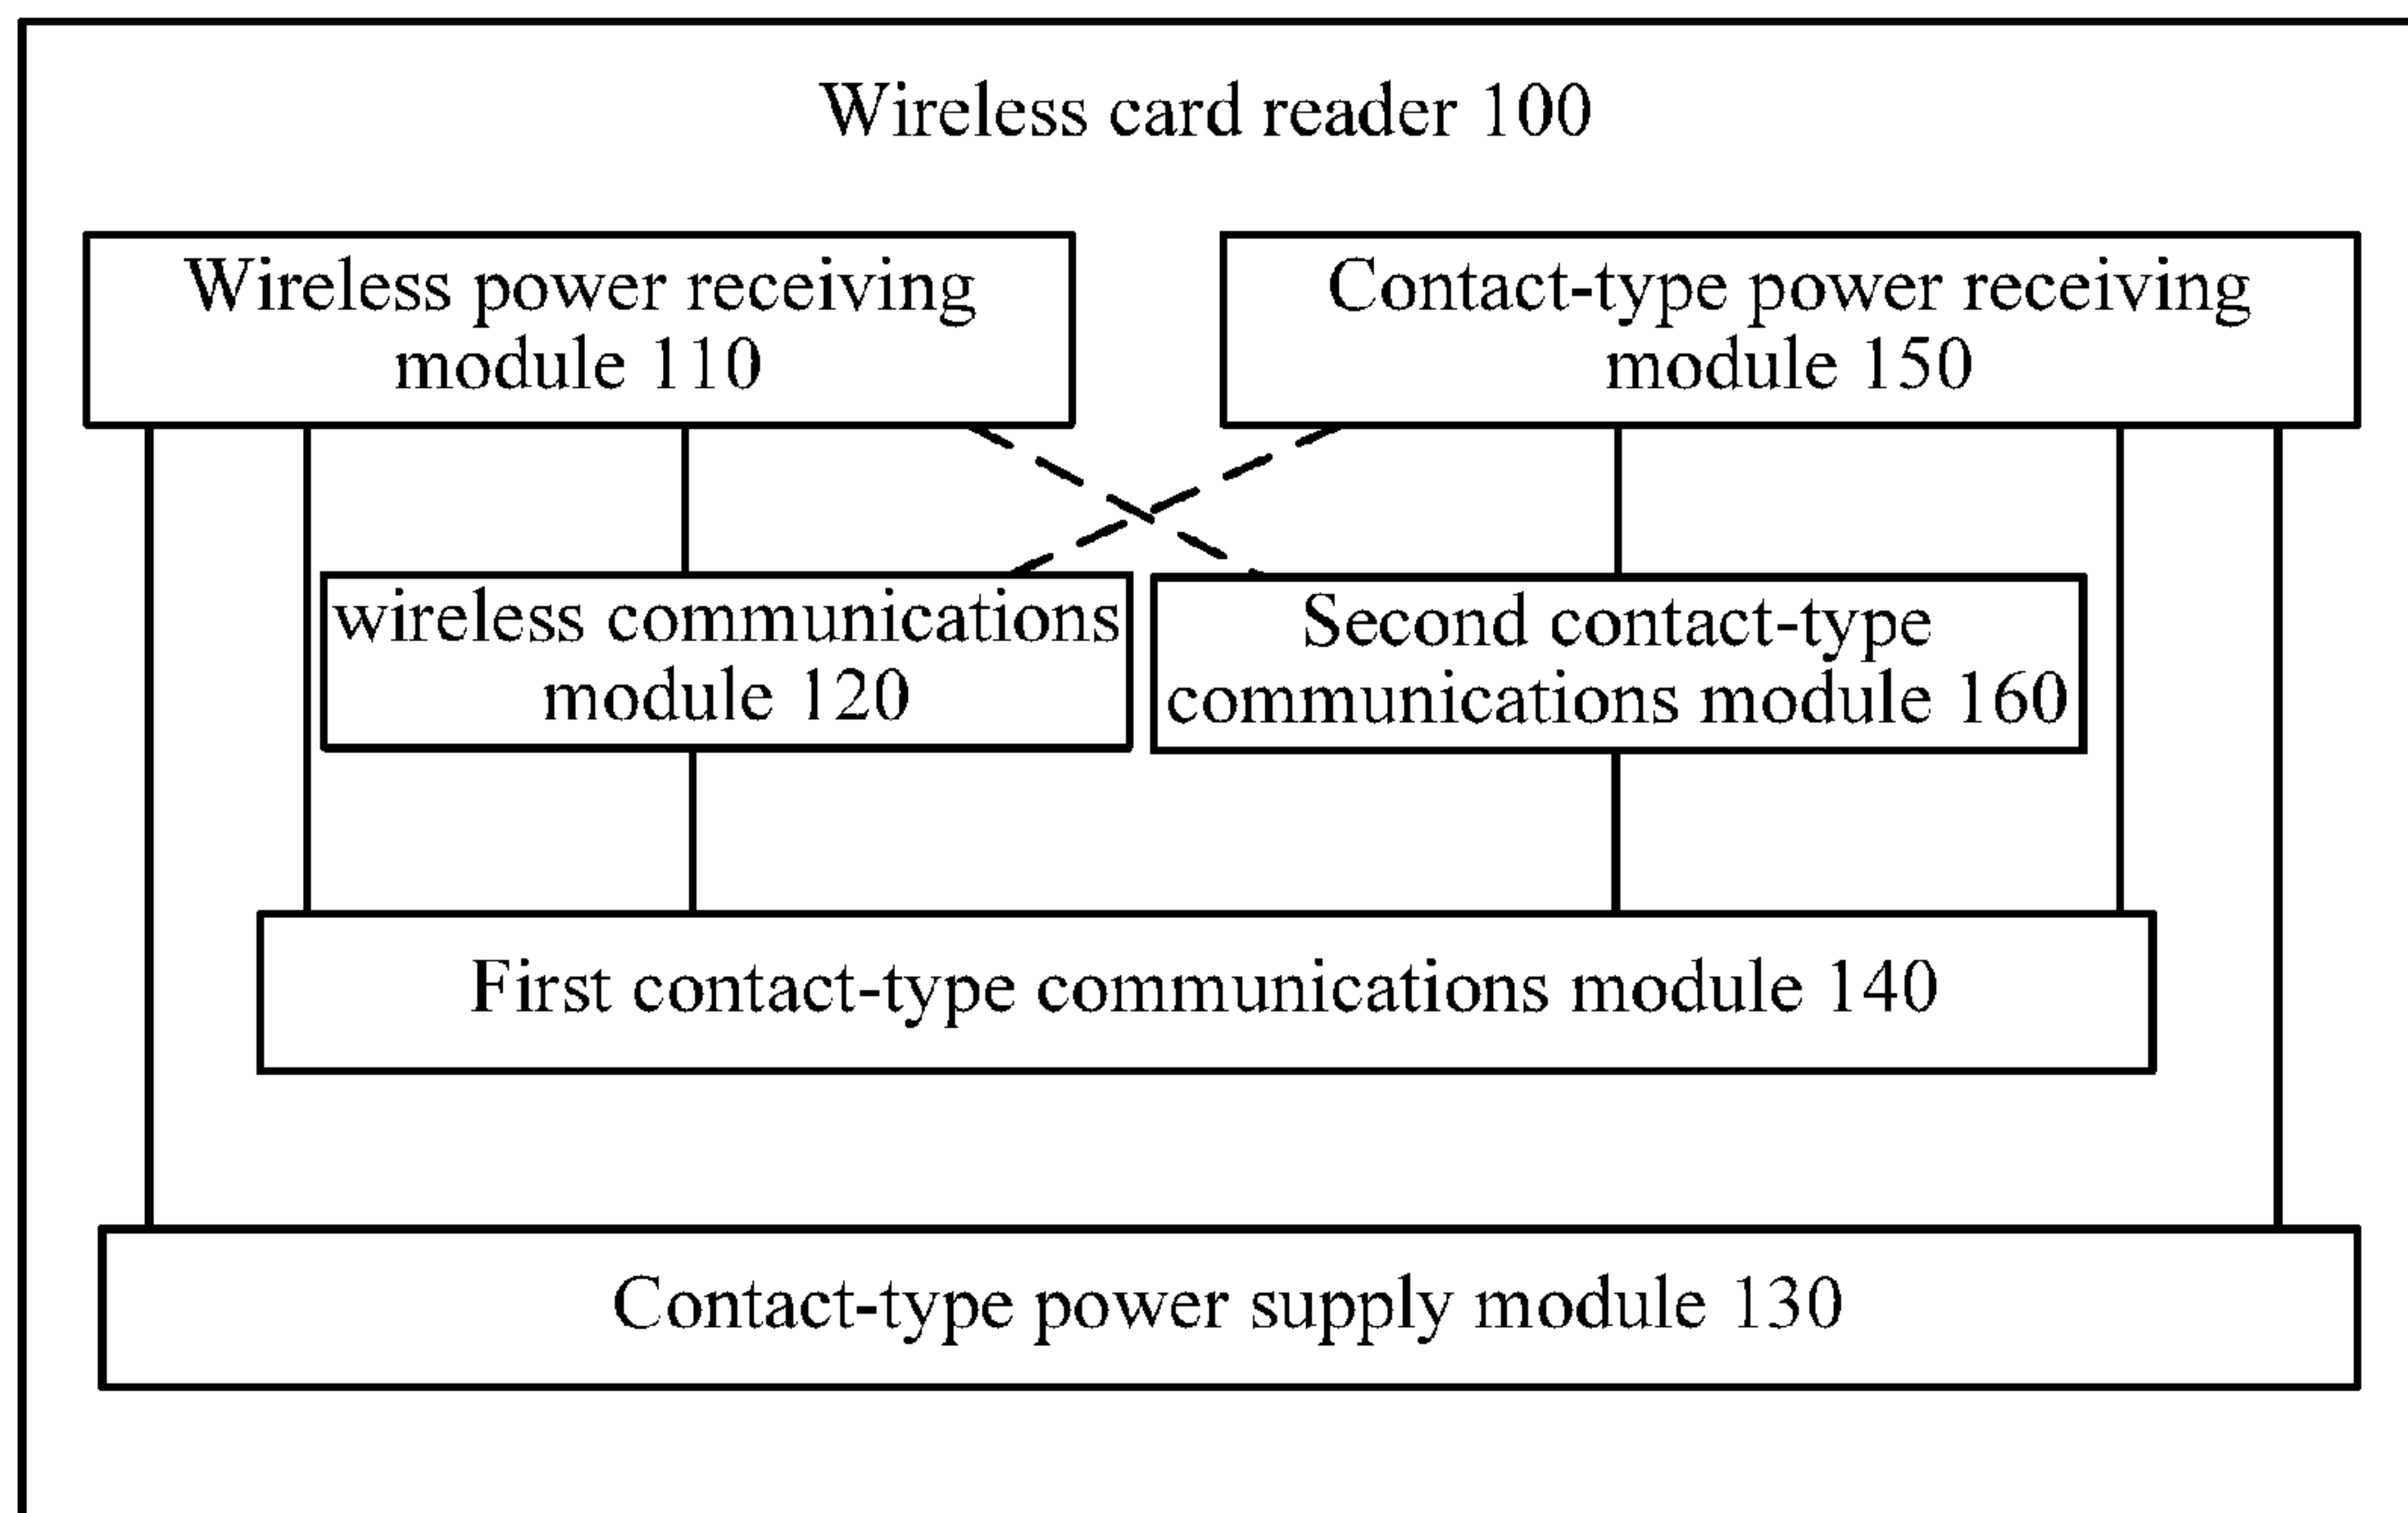 Wireless card reader 100
Wireless power receiving
module 110
Contact-type power receiving
module 150
wireless communications
module 120
Second contact-type
communications module 160
First contact-type communications module 140
Contact-type power supply module 130